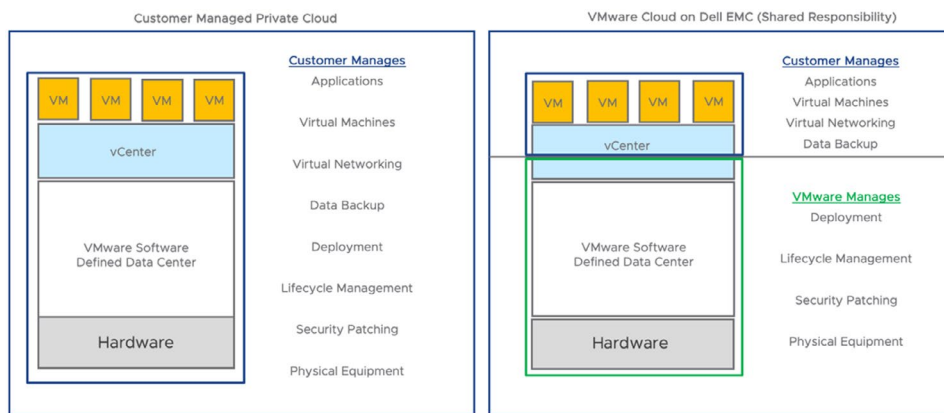 Customer Managed Private Cloud
VM VM VM VM
vCenter
VMware Software
Defined Data Center
Hardware
Customer Manages
Applications
Virtual Machines
Virtual Networking
Data Backup
Deployment
Lifecycle Management
Security Patching
Physical Equipment
VMware Cloud on Dell EMC (Shared Responsibility)
VM VM VM VM
vCenter
VMware Software
Defined Data Center
Hardware
Customer Manages
Applications
Virtual Machines
Virtual Networking
Data Backup
VMware Manages
Deployment
Lifecycle Management
Security Patching
Physical Equipment